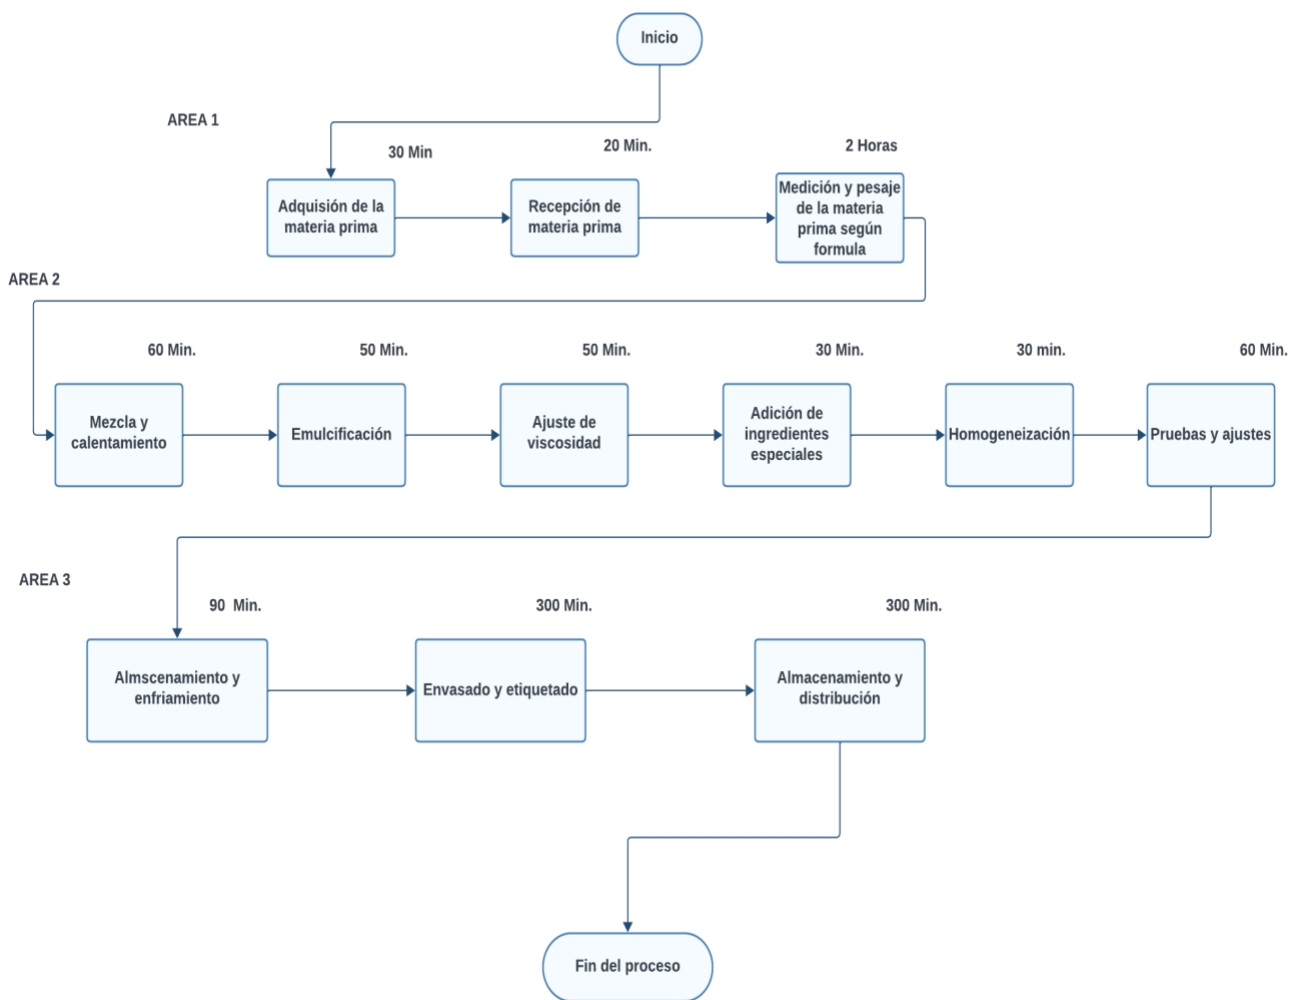 Inicio
AREA 1
30 Min
20 Min.
2 Horas
Adquisión de la
materia prima
Recepción de
materia prima
Medición y pesaje
de la materia
prima según
formula
AREA 2
60 Min.
50 Min.
50 Min.
30 Min.
30 min.
60 Min.
Mezcla y
calentamiento
Emulcificación
Ajuste de
viscosidad
Adición de
ingredientes
especiales
Homogeneización
Pruebas y ajustes
AREA 3
90  Min.
300 Min.
300 Min.
Almscenamiento y
enfriamiento
Envasado y etiquetado
Almacenamiento y
distribución
Fin del proceso